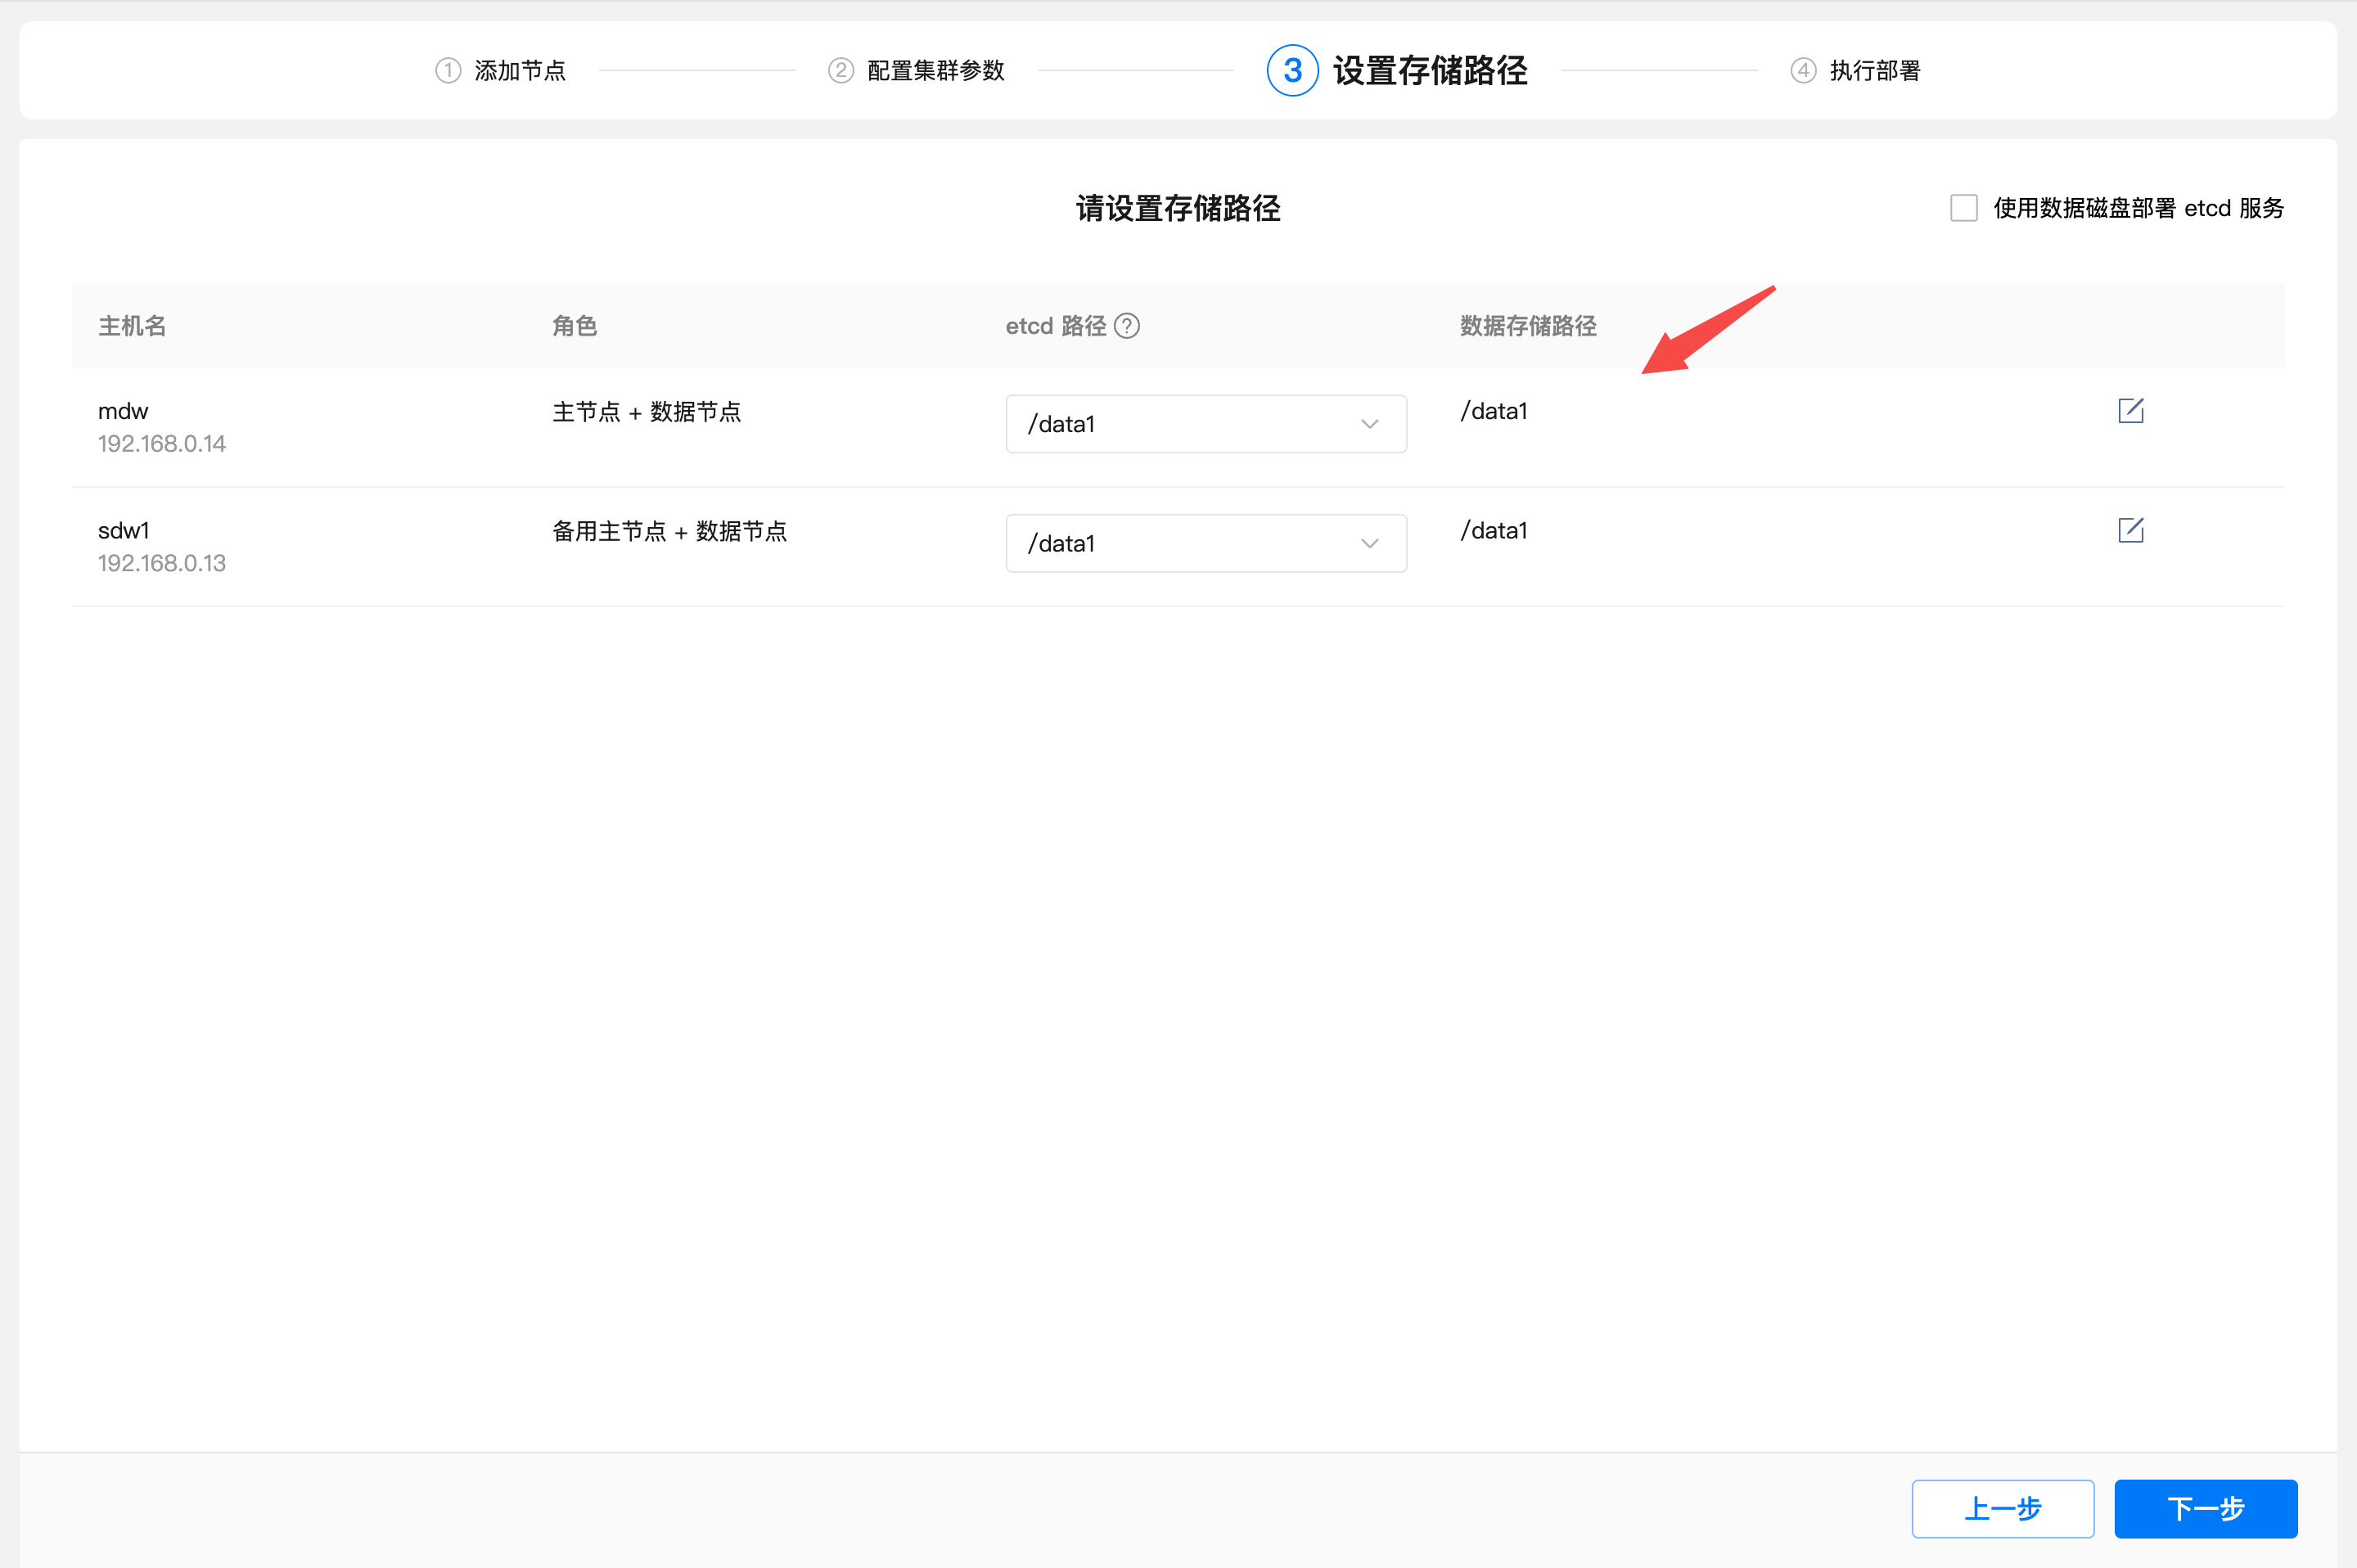 1 添加节点
2 配置集群参数
3 设置存储路径
4 执行部署
请设置存储路径
使用数据磁盘部署 etcd 服务
主机名 角色 etcd 路径 ? 数据存储路径
mdw 主节点 + 数据节点 /data1 /data1
192.168.0.14
sdw1 备用主节点 + 数据节点 /data1 /data1
192.168.0.13
上一步 下一步